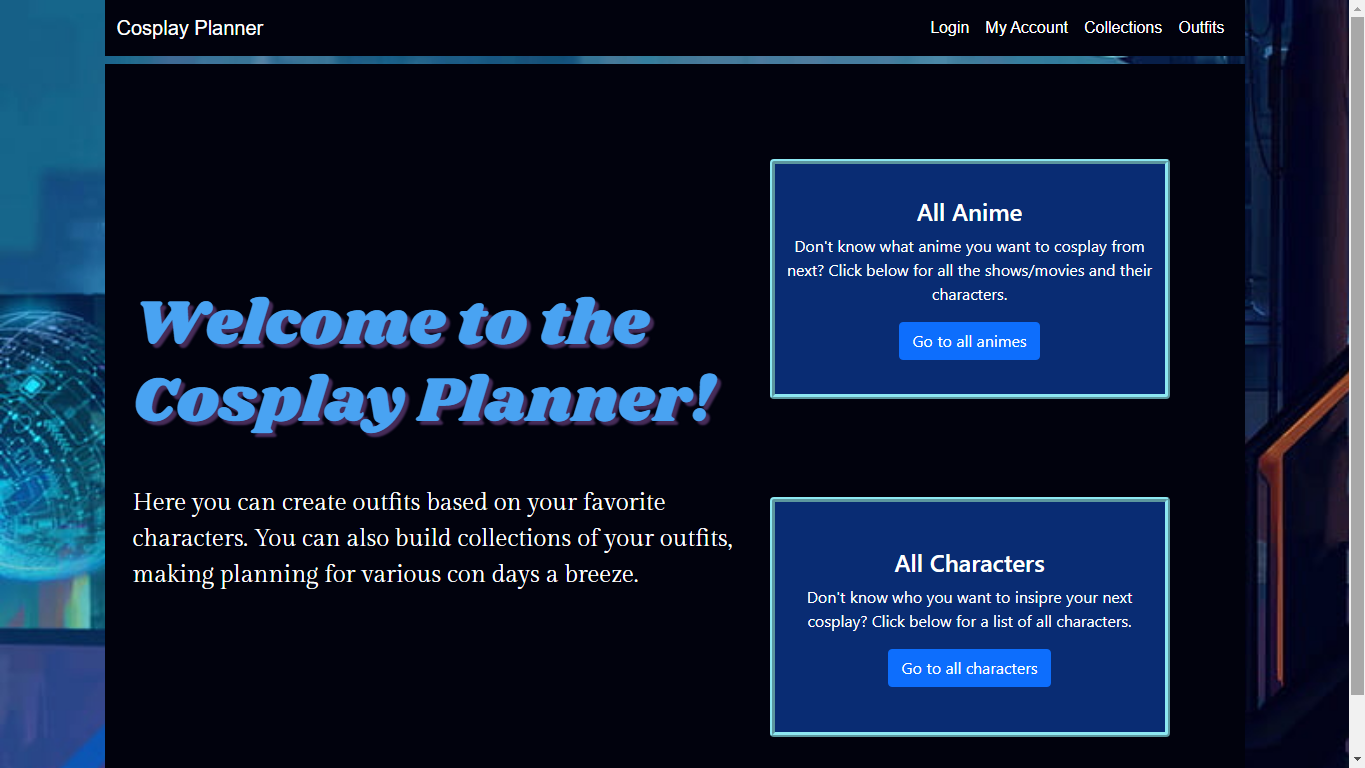 Cosplay Planner
Login My Account Collections Outfits
Welcome to the
Cosplay Planner!
Here you can create outfits based on your favorite
characters. You can also build collections of your outfits,
making planning for various con days a breeze.
All Anime
Don't know what anime you want to cosplay from
next? Click below for all the shows/movies and their
characters.
Go to all animes
All Characters
Don't know who you want to insipre your next
cosplay? Click below for a list of all characters.
Go to all characters